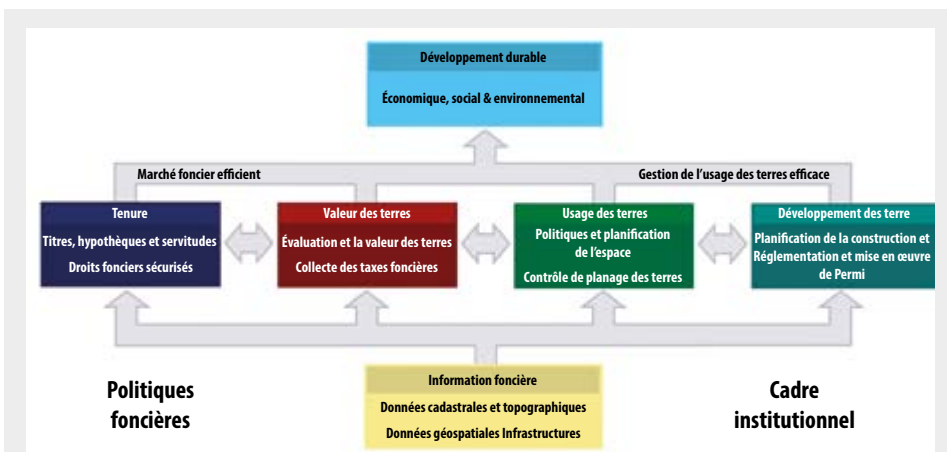 Développement durable
Économique, social & environnemental
Marché foncier efficient
Gestion de l'usage des terres efficace
Tenure
Titres, hypothèques et servitudes
Droits fonciers sécurisés
Valeur des terres
Évaluation et la valeur des terres
Collecte des taxes foncières
Usage des terres
Politiques et planification
de l'espace
Contrôle de planage des terres
Développement des terre
Planification de la construction et
Réglementation et mise en œuvre
de Permi
Politiques
foncières
Information foncière
Données cadastrales et topographiques
Données géospatiales Infrastructures
Cadre
institutionnel